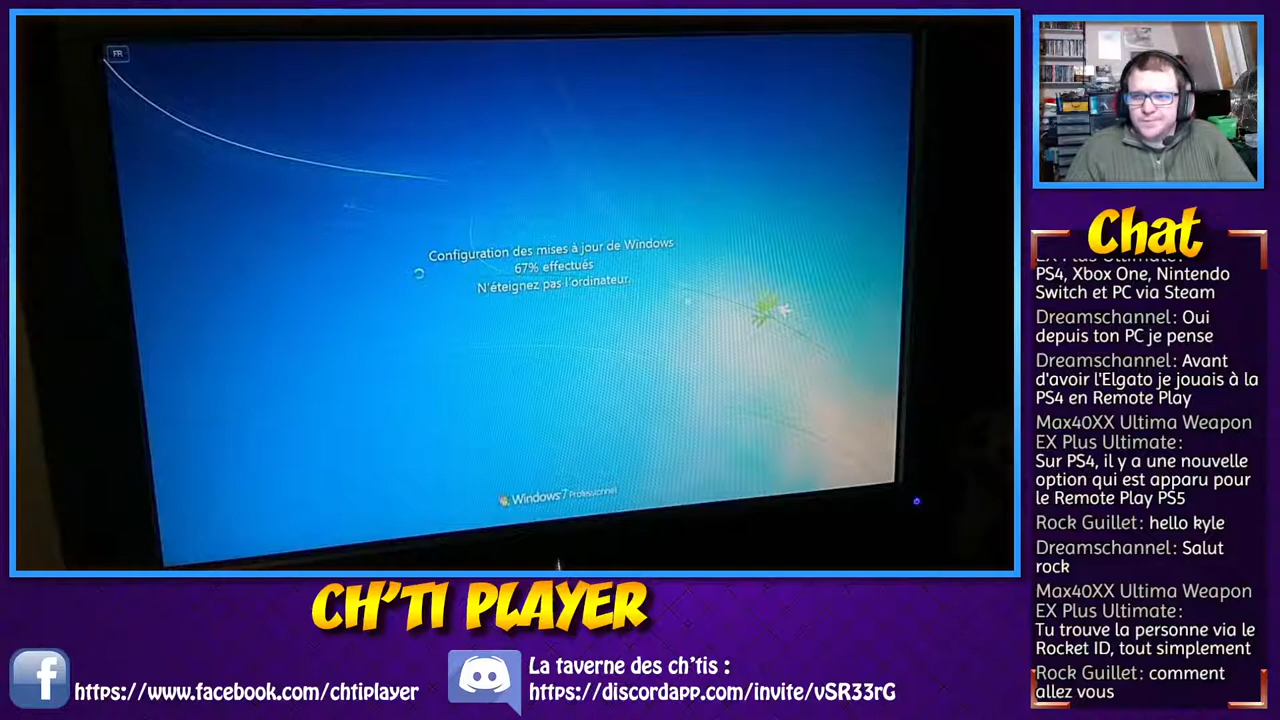 FR
Configuration des mises à jour de Windows
67% effectués
N'éteignez pas l'ordinateur.
Windows 7 Professionnel
Chat
EX Plus Ultimate:
PS4, Xbox One, Nintendo
Switch et PC via Steam
Dreamschannel: Oui
depuis ton PC je pense
Dreamschannel: Avant
d'avoir l'Elgato je jouais à la
PS4 en Remote Play
Max40XX Ultima Weapon
EX Plus Ultimate:
Sur PS4, il y a une nouvelle
option qui est apparu pour
le Remote Play PS5
Rock Guillet: hello kyle
Dreamschannel: Salut
rock
Max40XX Ultima Weapon
EX Plus Ultimate:
Tu trouve la personne via le
Rocket ID, tout simplement
Rock Guillet: comment
allez vous
CH'TI PLAYER
https://www.facebook.com/chtiplayer
La taverne des ch'tis :
https://discordapp.com/invite/vSR33rG